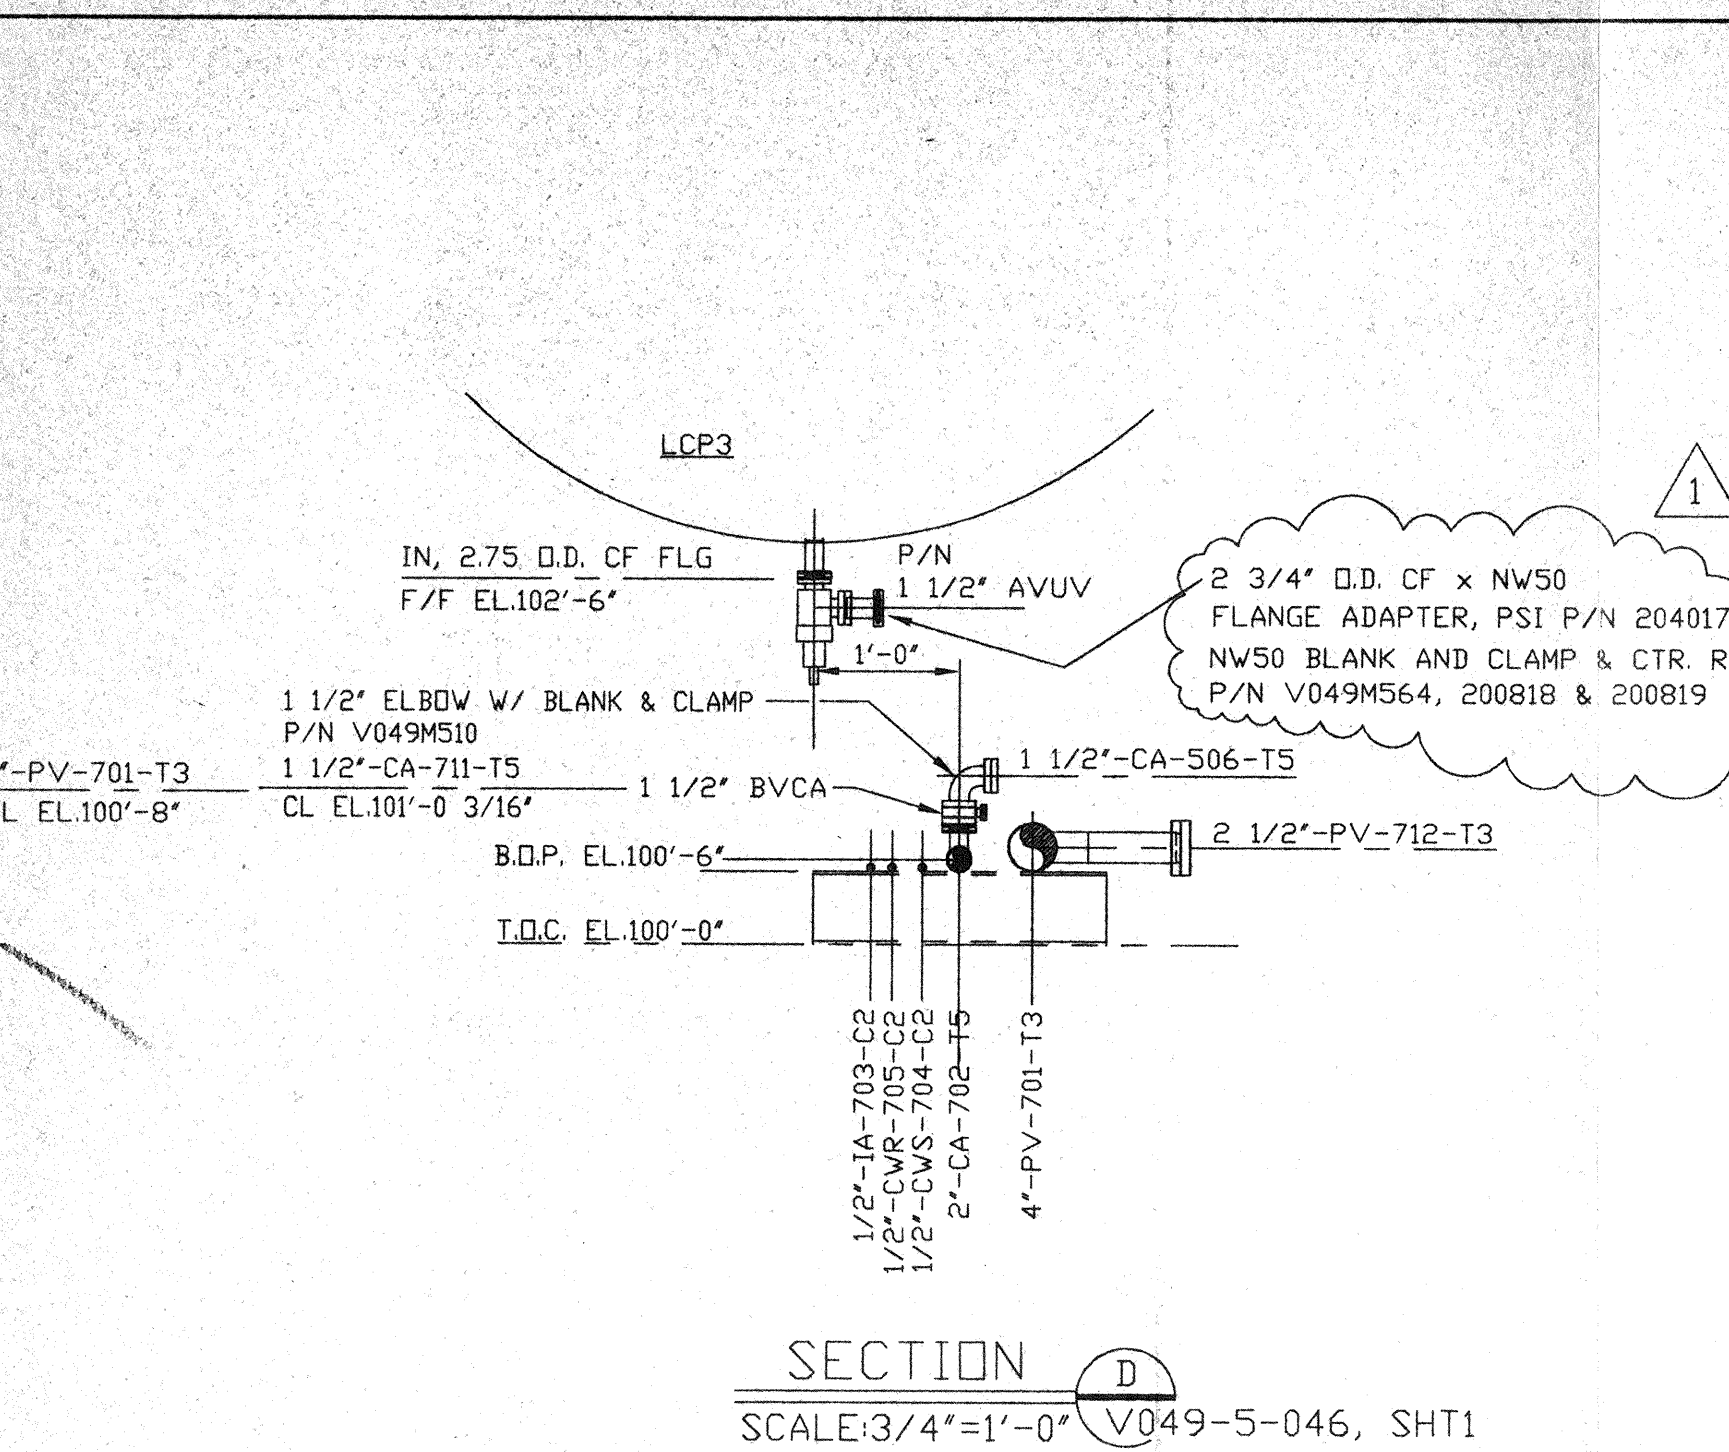 LCP3
1
IN, 2.75 O.D. CF FLG
F/F EL.102'-6"
P/N
1 1/2" AVUV
2 3/4" O.D. CF x NW50
FLANGE ADAPTER, PSI P/N 204017
NW50 BLANK AND CLAMP & CTR. R
P/N V049M564, 200818 & 200819
1'-0"
1 1/2" ELBOW W/ BLANK & CLAMP
P/N V049M510
"-PV-701-T3
L EL.100'-8"
1 1/2"-CA-711-T5
CL EL.101'-0 3/16"
1 1/2" BVCA
1 1/2"-CA-506-T5
2 1/2"-PV-712-T3
B.O.P. EL.100'-6"
T.O.C. EL.100'-0"
1/2"-IA-703-C2
1/2"-CWR-705-C2
1/2"-CWS-704-C2
2"-CA-702-T5
4"-PV-701-T3
SECTION
D
SCALE:3/4"=1'-0"
V049-5-046, SHT1